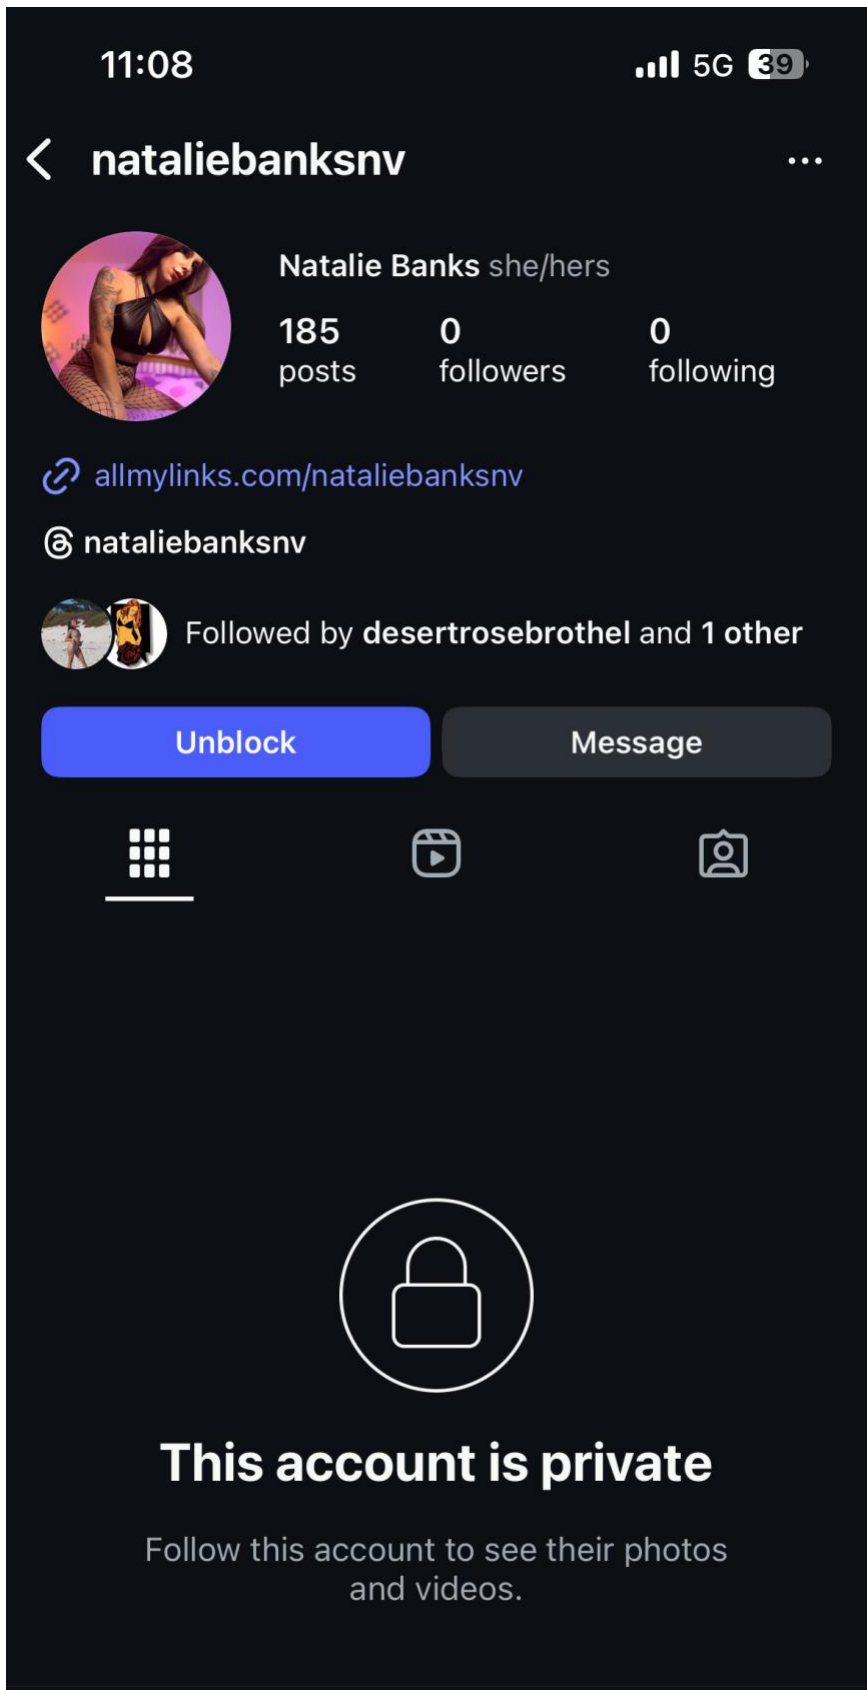 11:08 5G 39
nataliebanksnv
Natalie Banks she/hers
185 0 0
posts followers following
allmylinks.com/nataliebanksnv
nataliebanksnv
Followed by desertrosebrothel and 1 other
Unblock Message
This account is private
Follow this account to see their photos
and videos.